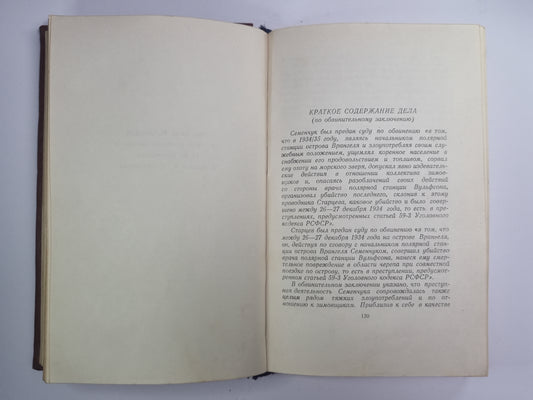 КРАТКОЕ СОДЕРЖАНИЕ ДЕЛА
(по обвинительному заключению)
Семенчук был предан суду по обвинению «в том,
что в 1934/35 году, являясь начальником полярной
станции острова Врангеля и злоупотребляя своим слу-
жебным положением, ущемлял коренное население в
снабжении его продовольствием и топливом, сорвал
ему охоту на морского зверя, допускал явно издеватель-
ские действия в отношении коллектива зимов-
щиков и, опасаясь разоблачений своих действий
со стороны врача полярной станции Вульфсона,
организовал убийство последнего, склонив к этому
проводника Старцева, каковое убийство и было совер-
шено между 26—27 декабря 1934 года, то есть в пре-
ступлениях, предусмотренных статьей 59-3 Уголовного
кодекса РСФСР».
Старцев был предан суду по обвинению «в том, что
между 26—27 декабря 1934 на острове Врангеля,
он, действуя по сговору с начальником полярной стан-
ции острова Врангеля Семенчуком, совершил убийство
врача полярной станции Вульфсона, нанеся ему смер-
тельное повреждение в области черепа при совместной
поездке по острову, то есть в преступлении, предусмот-
ренном статьей 59-3 Уголовного кодекса РСФСР».
В обвинительном заключении указано, что преступ-
ная деятельность Семенчука сопровождалась также
целым рядом тяжких злоупотреблений и по от-
ношению к зимовщикам. Приблизив к себе в качестве
120